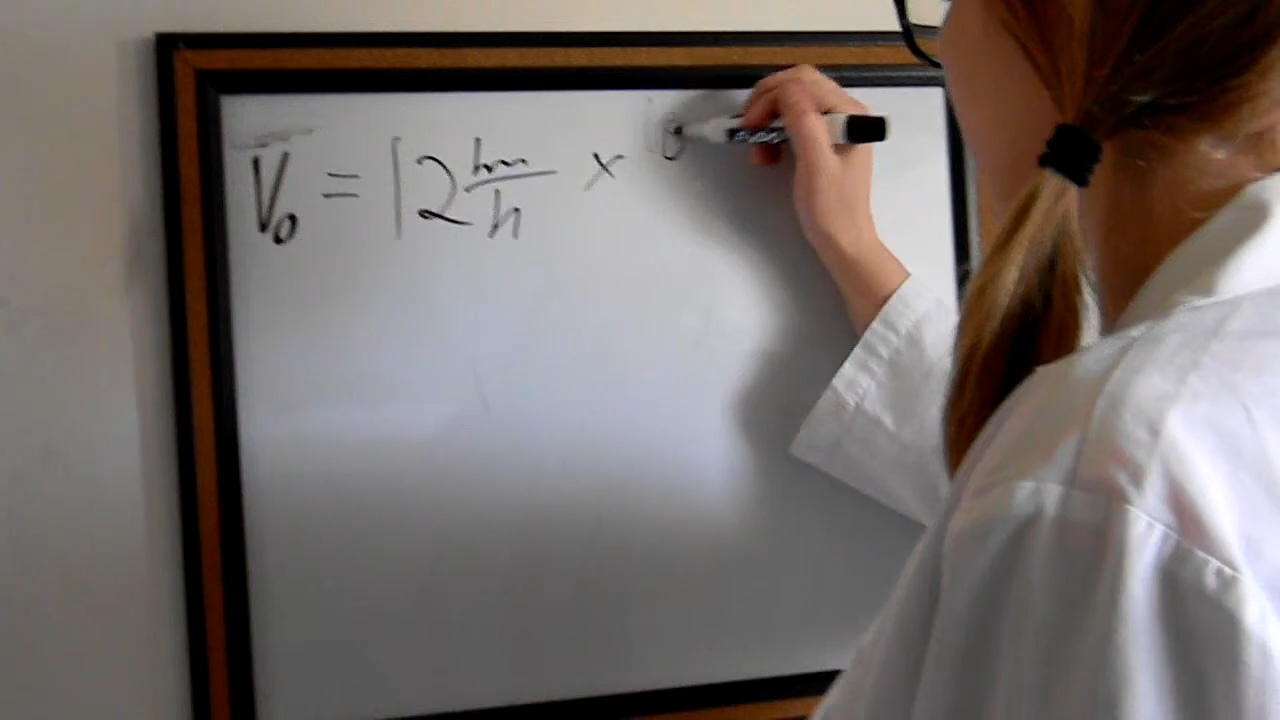 V₀ = 12 km/h ×